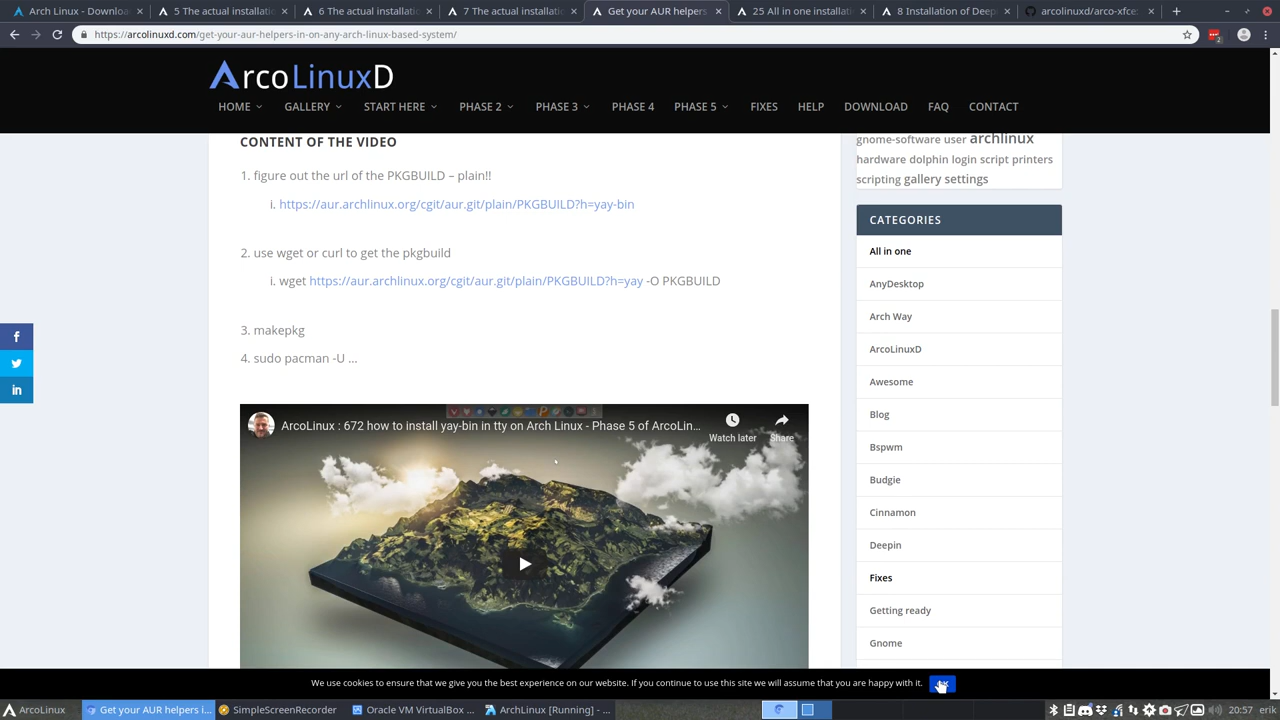 Arch Linux - Downloa
5 The actual installati
6 The actual installati
7 The actual installati
Get your AUR helpers
25 All in one installati
8 Installation of Deep
arcolinuxd/arco-xfce
https://arcolinuxd.com/get-your-aur-helpers-in-on-any-arch-linux-based-system/
2
ArcoLinuxD
HOME
GALLERY
START HERE
PHASE 2
PHASE 3
PHASE 4
PHASE 5
FIXES
HELP
DOWNLOAD
FAQ
CONTACT
CONTENT OF THE VIDEO
1. figure out the url of the PKGBUILD – plain!!
i. https://aur.archlinux.org/cgit/aur.git/plain/PKGBUILD?h=yay-bin
2. use wget or curl to get the pkgbuild
i. wget https://aur.archlinux.org/cgit/aur.git/plain/PKGBUILD?h=yay -O PKGBUILD
3. makepkg
4. sudo pacman -U ...
ArcoLinux : 672 how to install yay-bin in tty on Arch Linux - Phase 5 of ArcoLin...
Watch later
Share
gnome-software user archlinux
hardware dolphin login script printers
scripting gallery settings
CATEGORIES
All in one
AnyDesktop
Arch Way
ArcoLinuxD
Awesome
Blog
Bspwm
Budgie
Cinnamon
Deepin
Fixes
Getting ready
Gnome
We use cookies to ensure that we give you the best experience on our website. If you continue to use this site we will assume that you are happy with it.
ArcoLinux
Get your AUR helpers i...
SimpleScreenRecorder
Oracle VM VirtualBox ...
ArchLinux [Running] - ...
20:57
erik